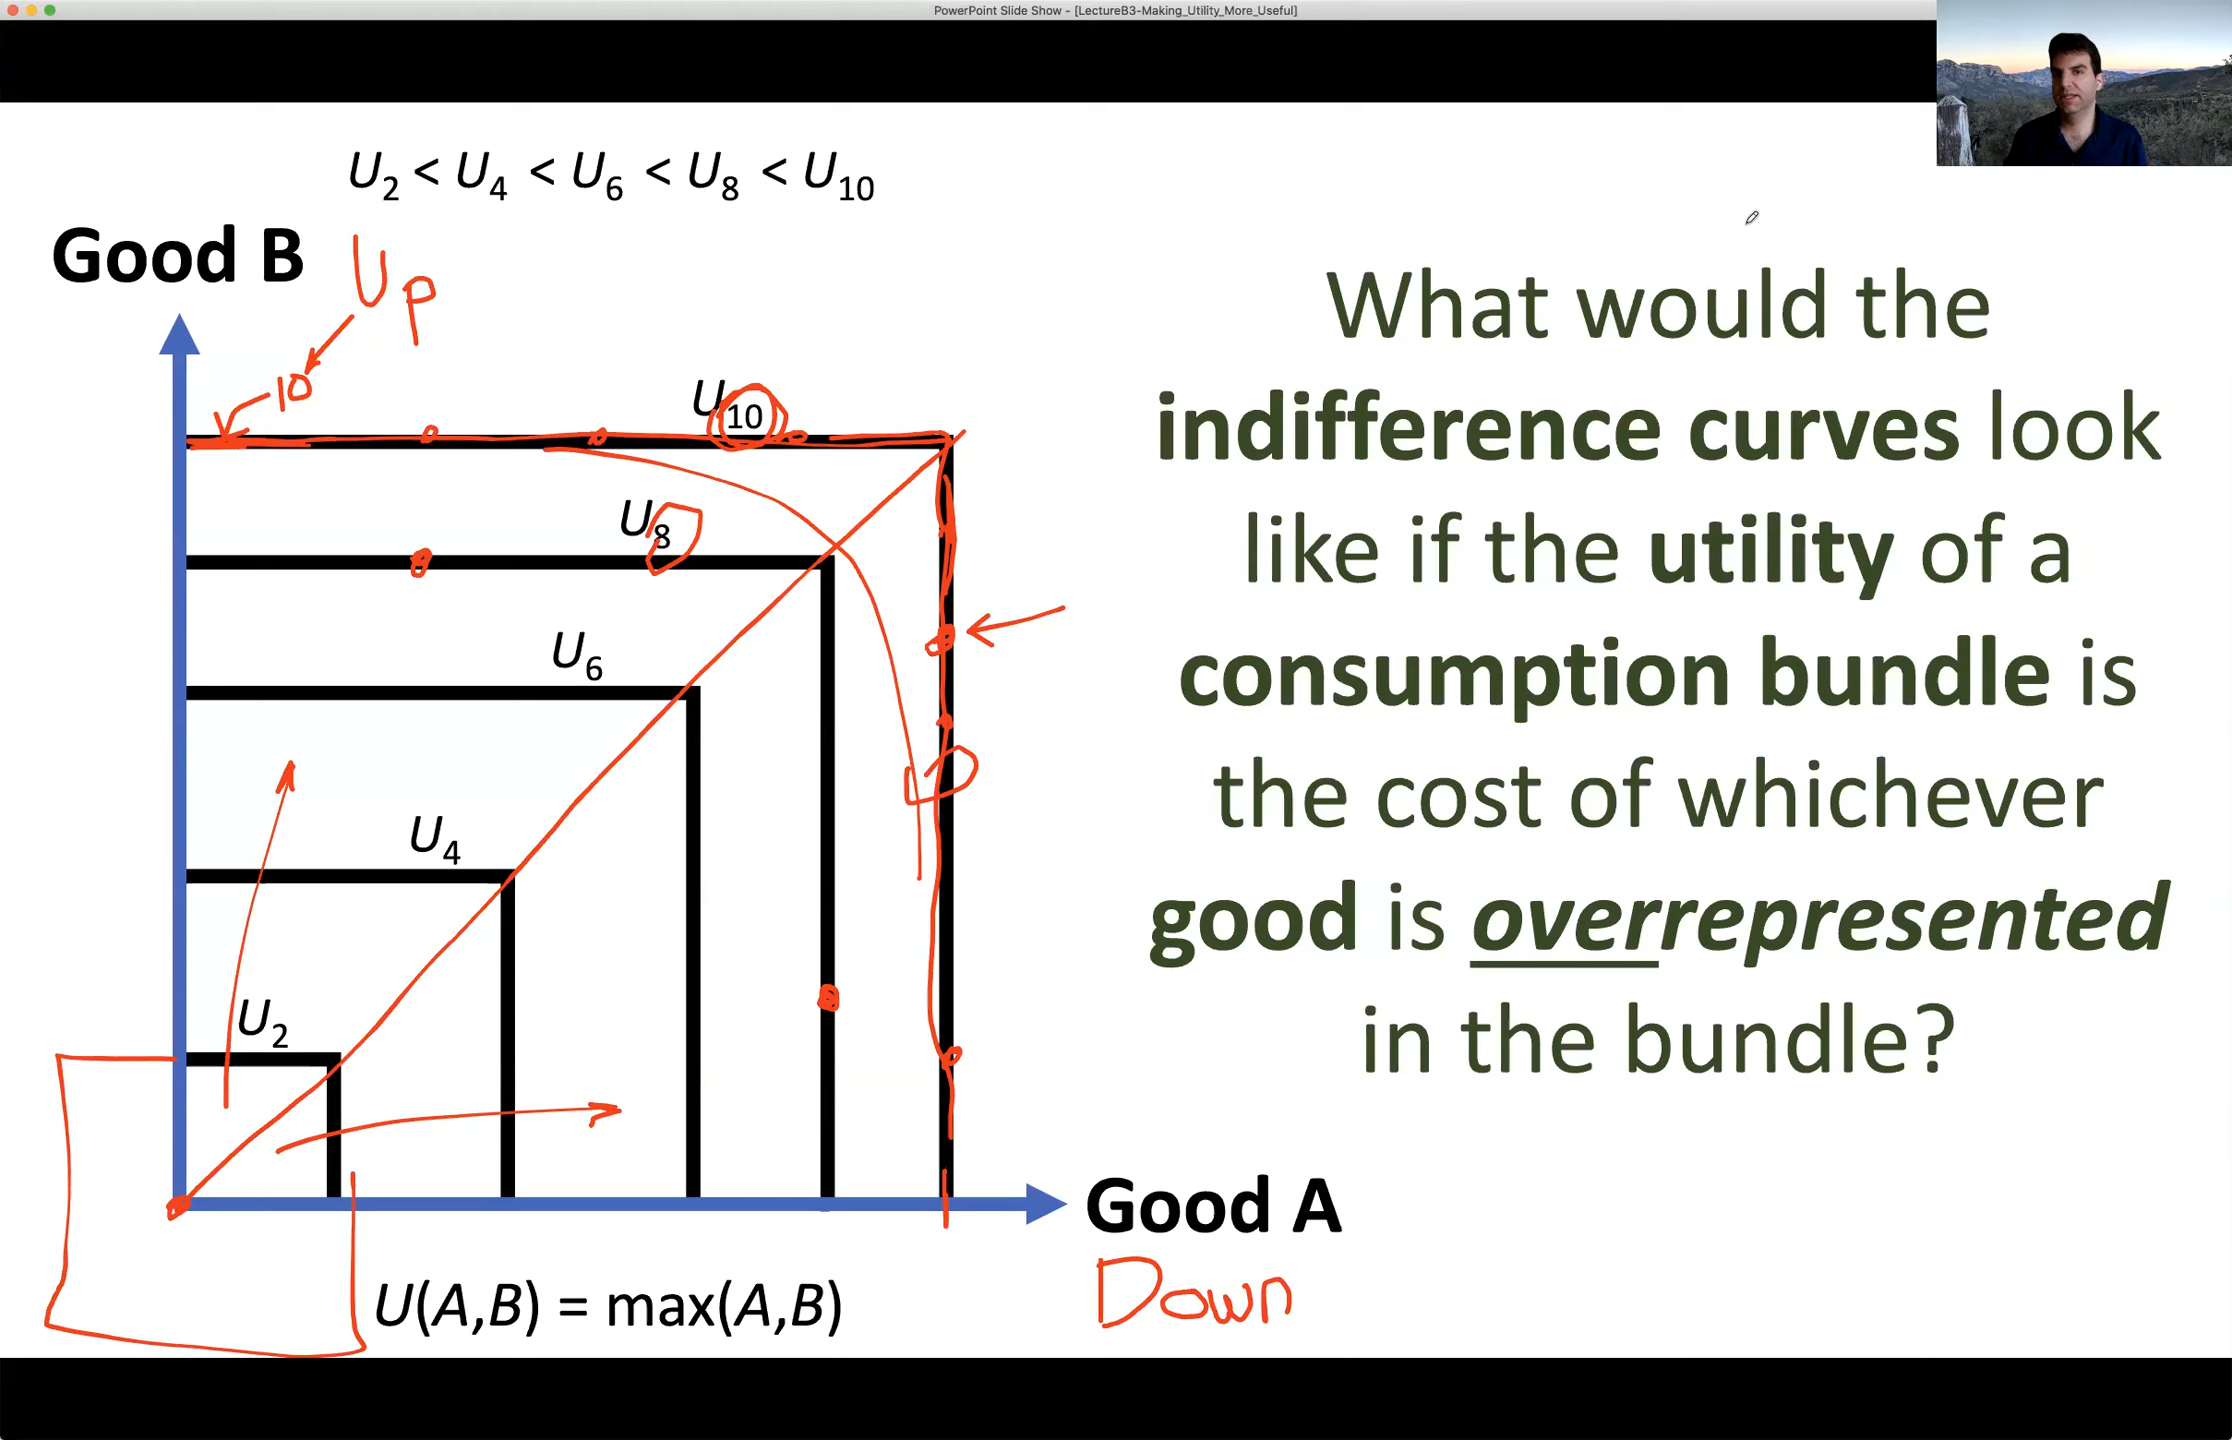 PowerPoint Slide Show - [LectureB3-Making_Utility_More_Useful]
U2 < U4 < U6 < U8 < U10
Good B
Up
10
U10
U8
U6
U4
U2
Good A
Down
U(A,B) = max(A,B)
What would the
indifference curves look
like if the utility of a
consumption bundle is
the cost of whichever
good is overrepresented
in the bundle?